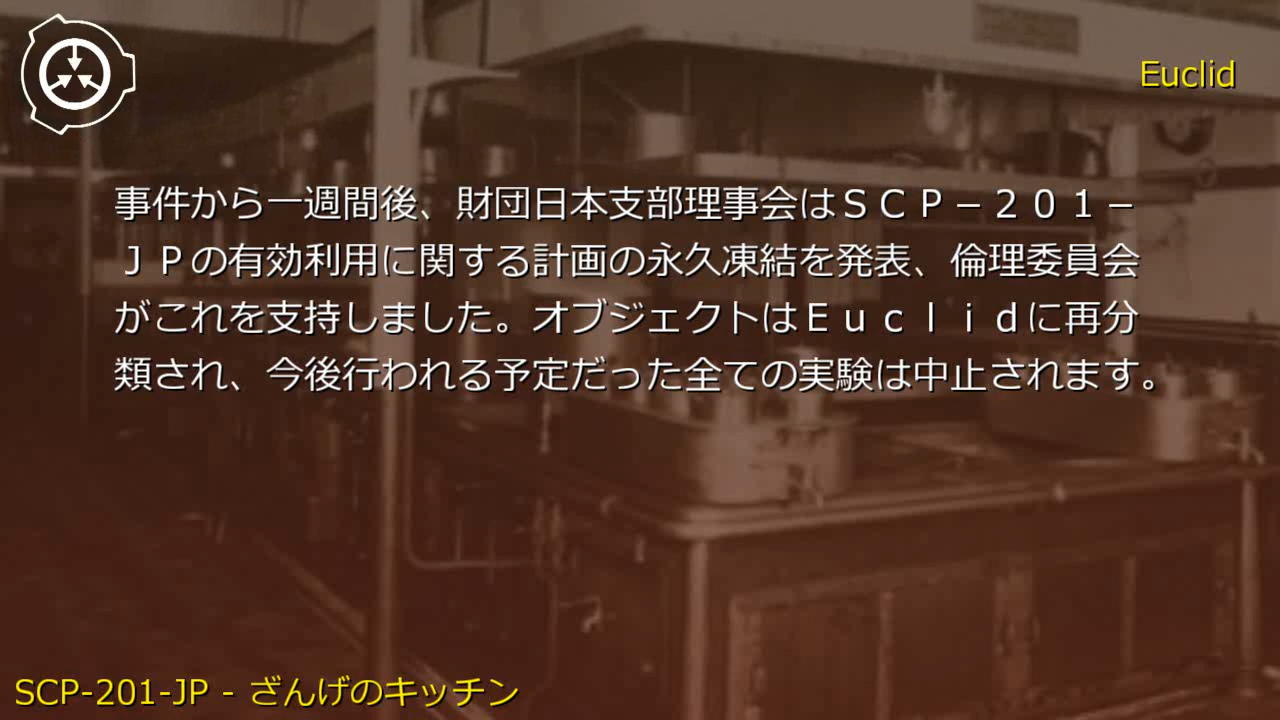 Euclid
事件から一週間後、財団日本支部理事会はＳＣＰ－２０１－
ＪＰの有効利用に関する計画の永久凍結を発表、倫理委員会
がこれを支持しました。オブジェクトはＥｕｃｌｉｄに再分
類され、今後行われる予定だった全ての実験は中止されます。
SCP-201-JP - ざんげのキッチン